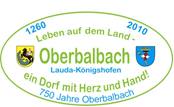 1260 2010
Leben auf dem Land -
Oberbalbach
Lauda-Königshofen
ein Dorf mit Herz und Hand!
750 Jahre Oberbalbach